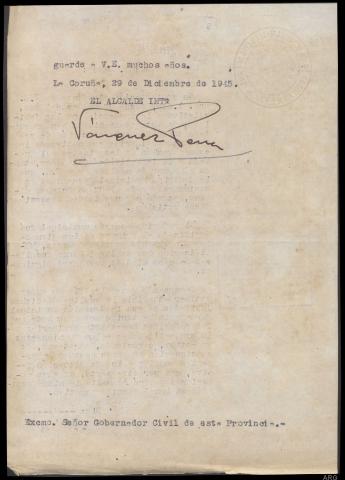 guarde a V.E. muchos años.
La Coruña, 29 de Diciembre de 1945.
EL ALCALDE INTº
Vázquez Pena
Excmo. Señor Gobernador Civil de esta Provincia.-
ARG